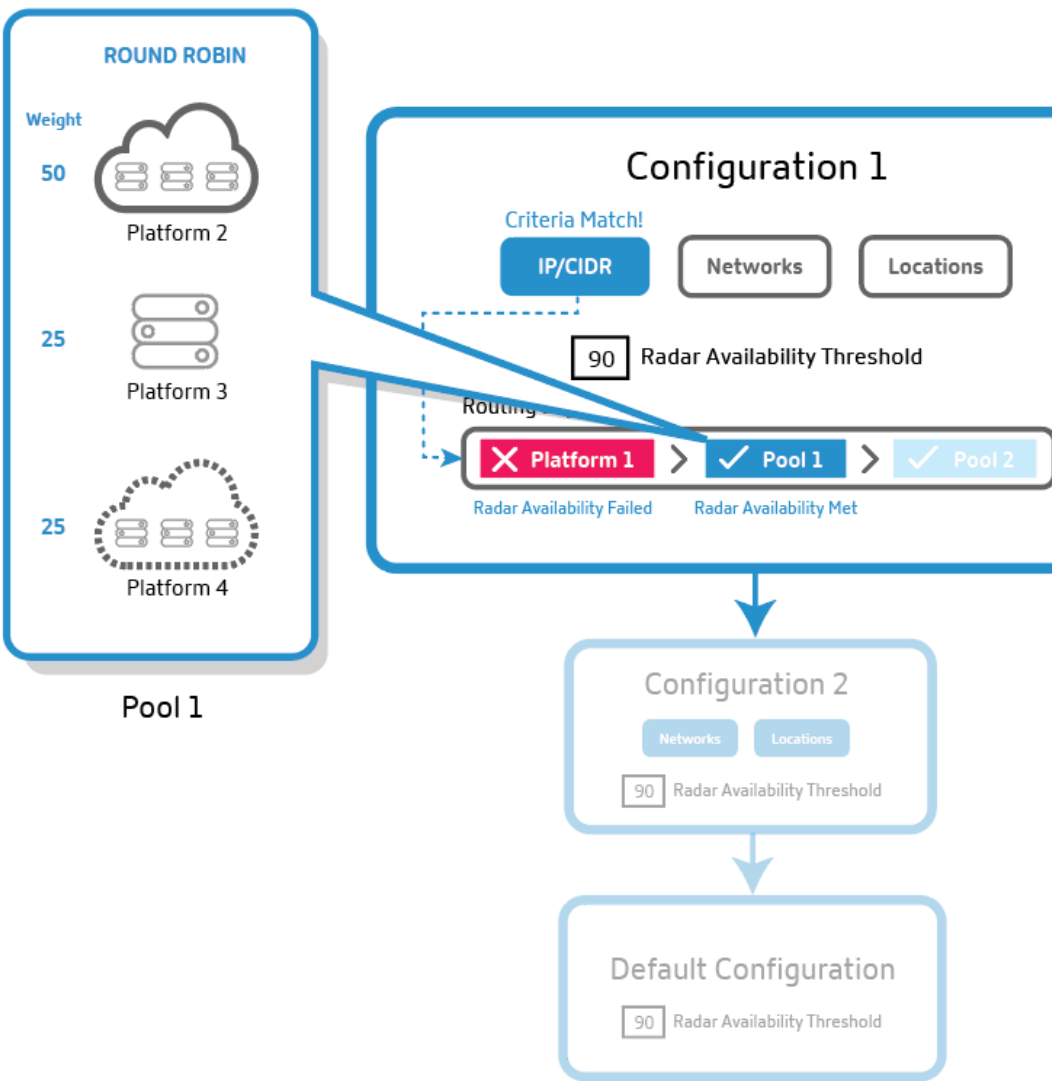 ROUND ROBIN
Weight
50
Platform 2
25
Platform 3
25
Platform 4
Pool 1
Configuration 1
Criteria Match!
IP/CIDR
Networks
Locations
90 Radar Availability Threshold
Routing
Platform 1
Pool 1
Pool 2
Radar Availability Failed
Radar Availability Met
Configuration 2
Networks
Locations
90 Radar Availability Threshold
Default Configuration
90 Radar Availability Threshold